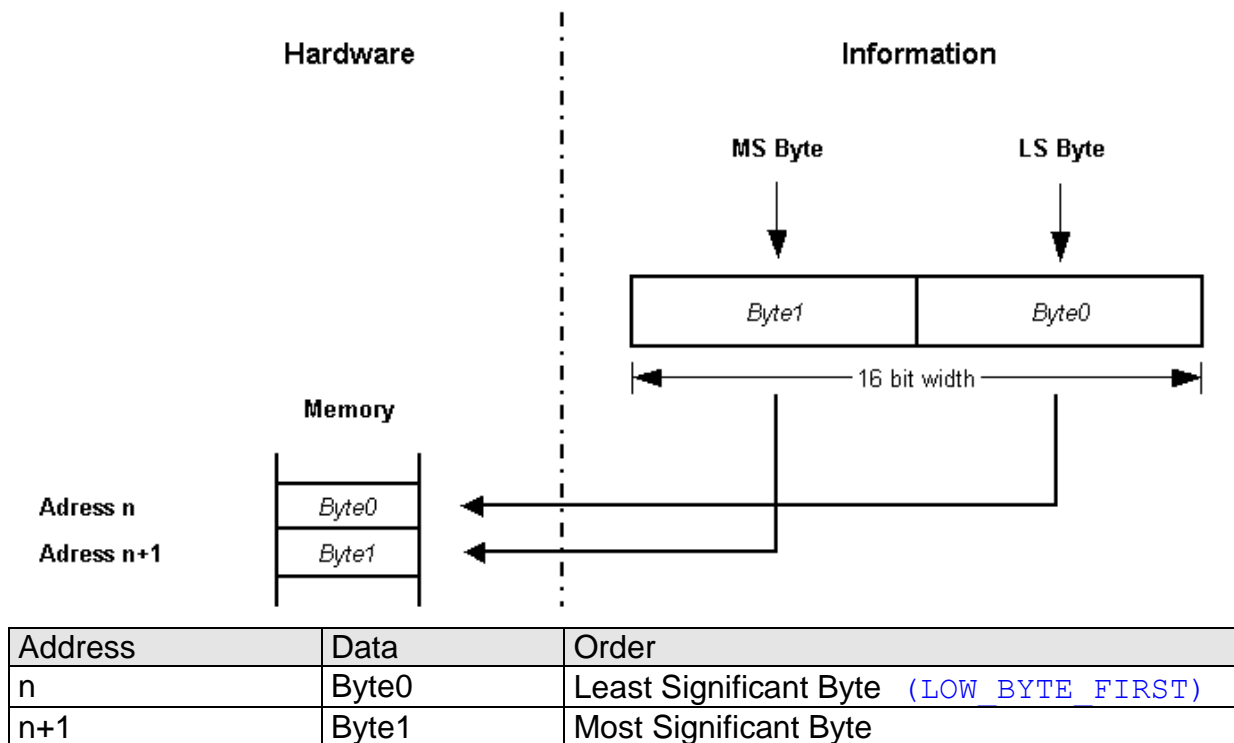 Hardware Information
MS Byte LS Byte
Byte1 Byte0
16 bit width
Memory
Adress n Byte0
Adress n+1 Byte1
Address Data Order
n Byte0 Least Significant Byte (LOW_BYTE_FIRST)
n+1 Byte1 Most Significant Byte